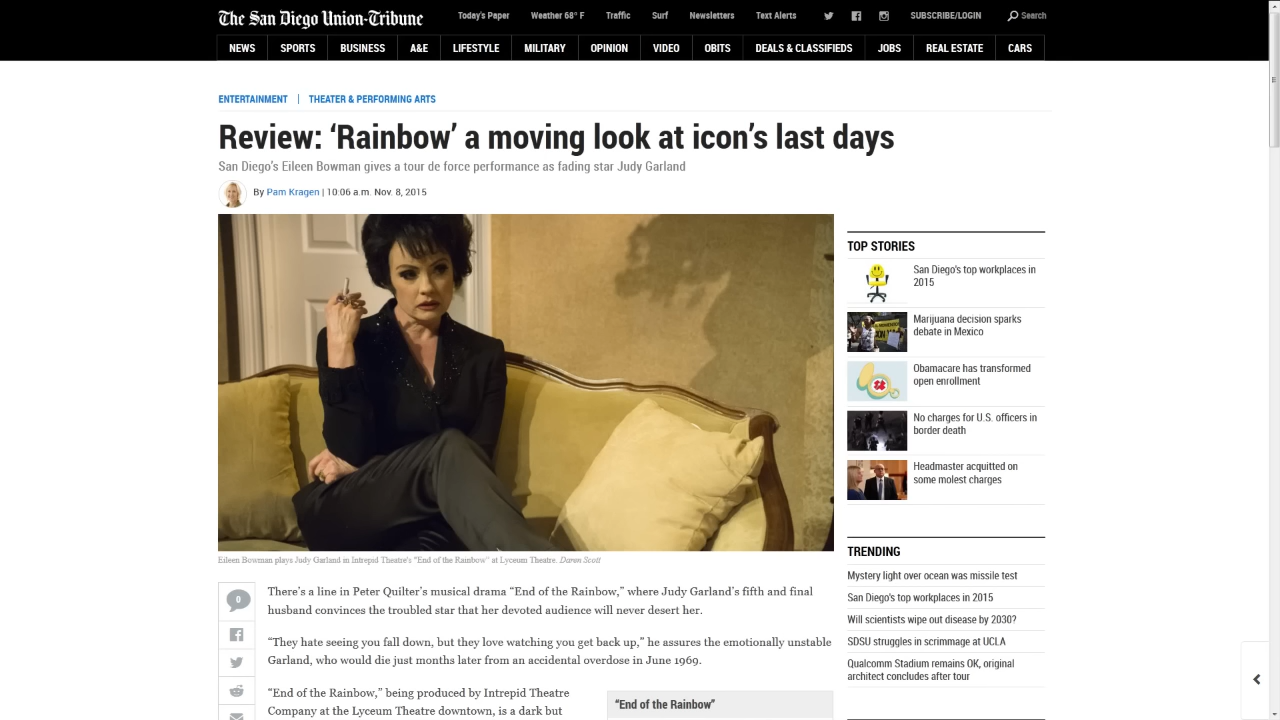 The San Diego Union-Tribune
Today's Paper Weather 68° F Traffic Surf Newsletters Text Alerts SUBSCRIBE/LOGIN Search
NEWS SPORTS BUSINESS A&E LIFESTYLE MILITARY OPINION VIDEO OBITS DEALS & CLASSIFIEDS JOBS REAL ESTATE CARS
ENTERTAINMENT | THEATER & PERFORMING ARTS
Review: ‘Rainbow’ a moving look at icon’s last days
San Diego’s Eileen Bowman gives a tour de force performance as fading star Judy Garland
By Pam Kragen | 10:06 a.m. Nov. 8, 2015
Eileen Bowman plays Judy Garland in Intrepid Theatre's "End of the Rainbow" at Lyceum Theatre. Daren Scott
0
There’s a line in Peter Quilter’s musical drama “End of the Rainbow,” where Judy Garland’s fifth and final
husband convinces the troubled star that her devoted audience will never desert her.
“They hate seeing you fall down, but they love watching you get back up,” he assures the emotionally unstable
Garland, who would die just months later from an accidental overdose in June 1969.
“End of the Rainbow,” being produced by Intrepid Theatre
Company at the Lyceum Theatre downtown, is a dark but
“End of the Rainbow”
TOP STORIES
San Diego's top workplaces in
2015
Marijuana decision sparks
debate in Mexico
Obamacare has transformed
open enrollment
No charges for U.S. officers in
border death
Headmaster acquitted on
some molest charges
TRENDING
Mystery light over ocean was missile test
San Diego's top workplaces in 2015
Will scientists wipe out disease by 2030?
SDSU struggles in scrimmage at UCLA
Qualcomm Stadium remains OK, original
architect concludes after tour